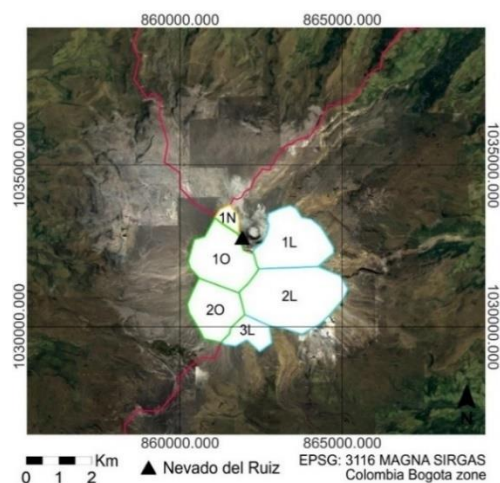 860000.000 865000.000
1035000.000 1035000.000
1N
1O 1L
2O 2L
3L
1030000.000 1030000.000
N
860000.000 865000.000
0 1 2 Km
Nevado del Ruiz
EPSG: 3116 MAGNA SIRGAS
Colombia Bogota zone